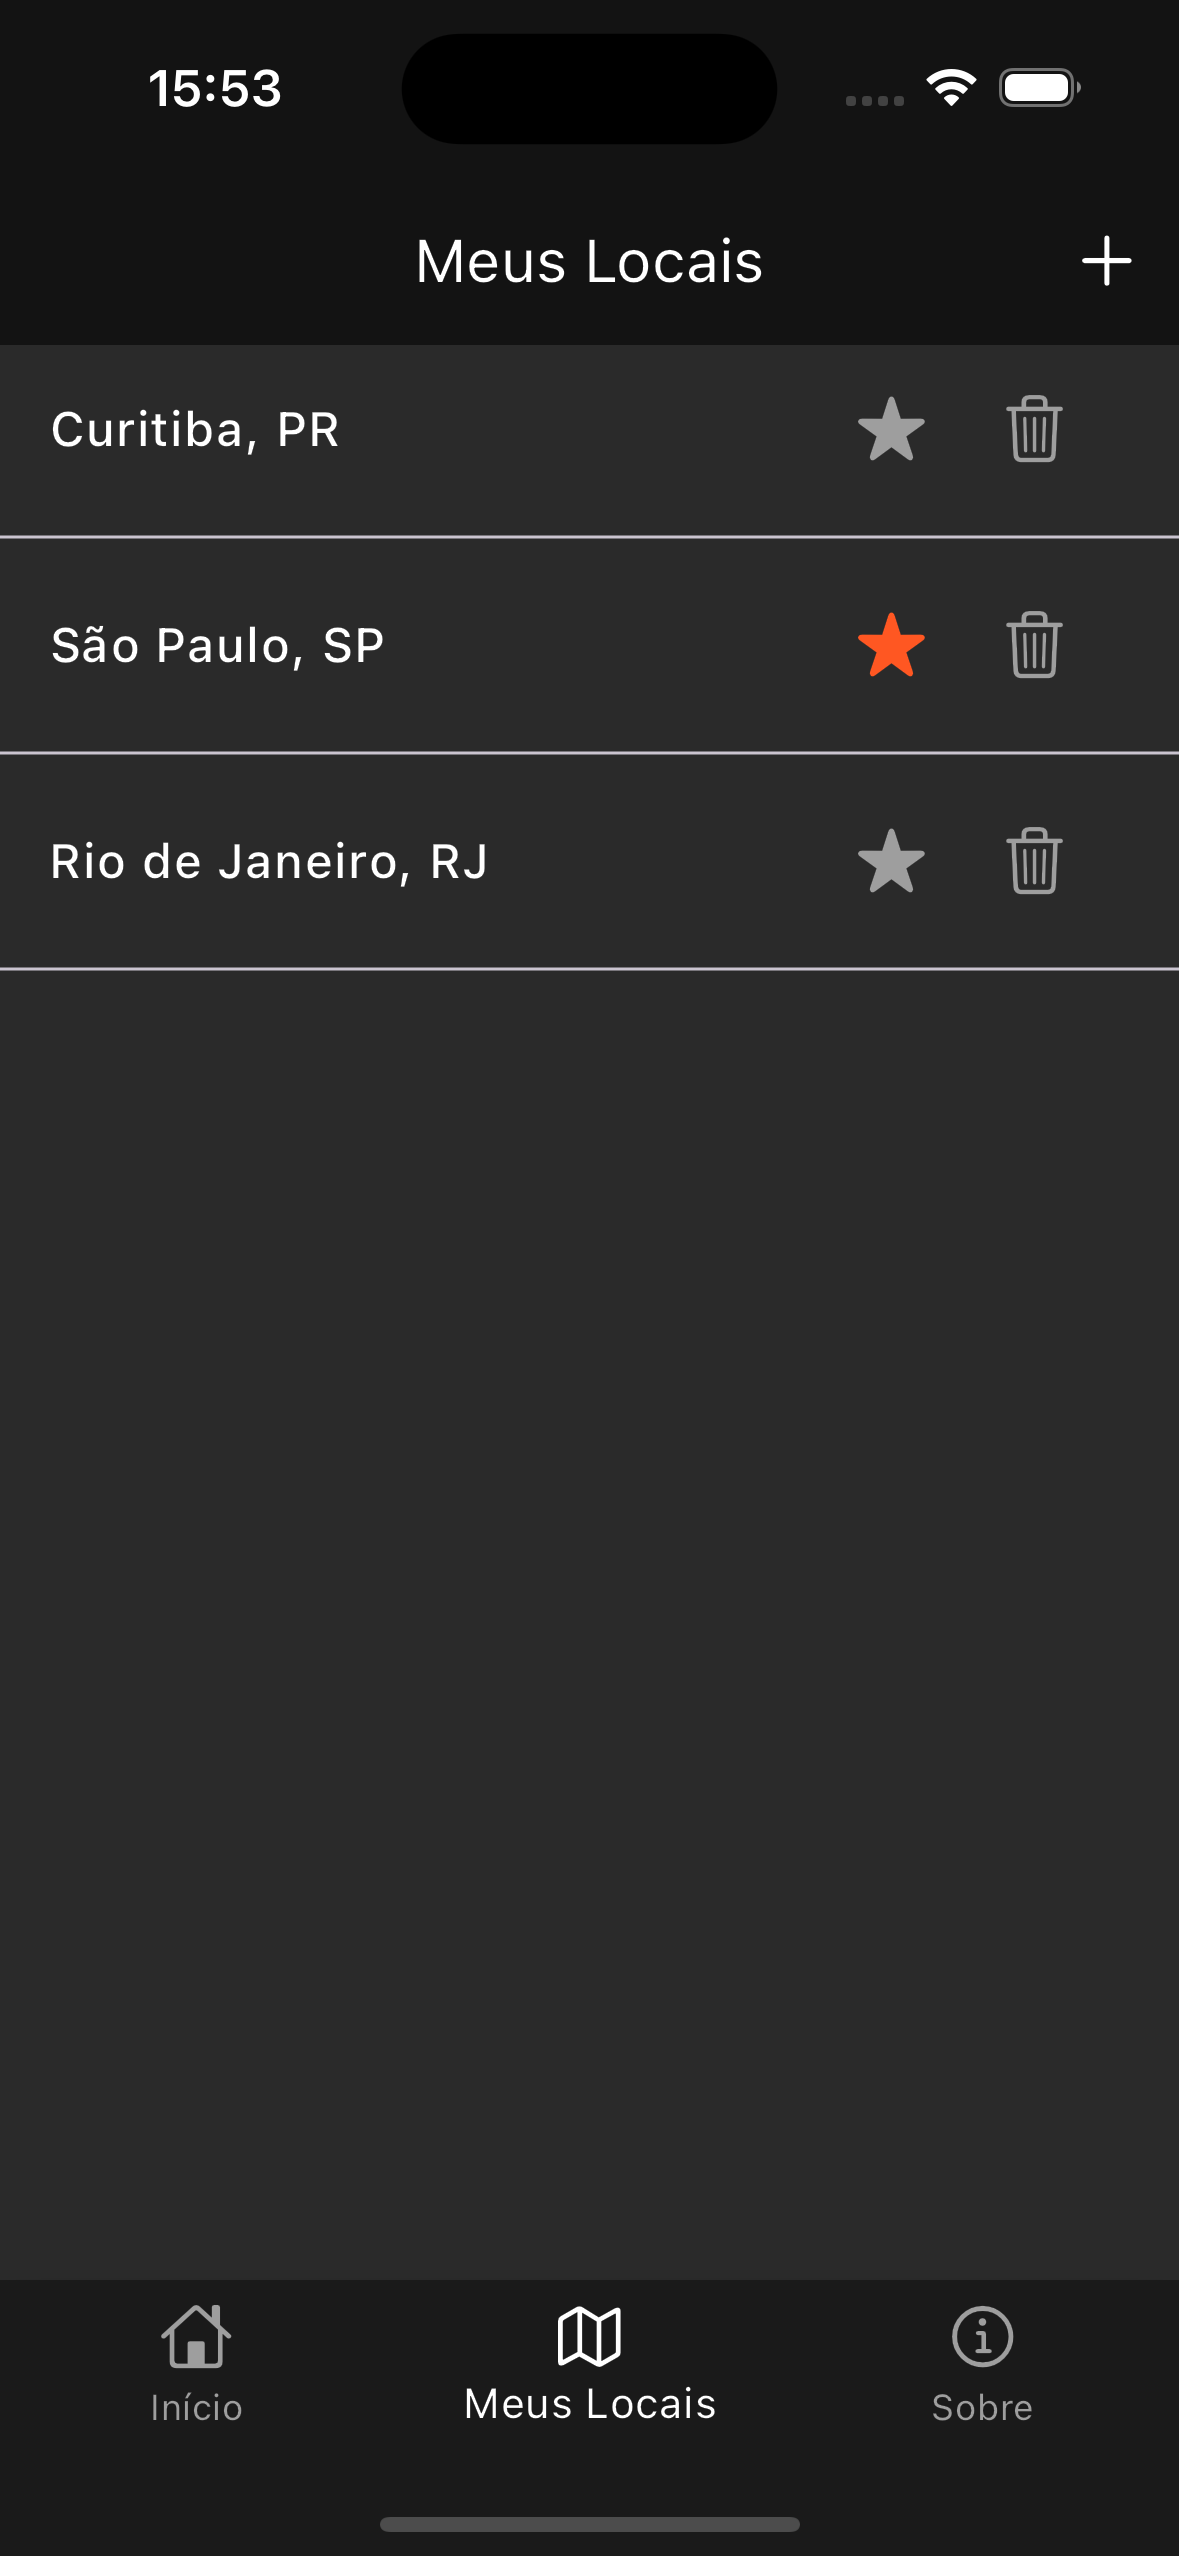 15:53
Meus Locais
Curitiba, PR
São Paulo, SP
Rio de Janeiro, RJ
Início
Meus Locais
Sobre